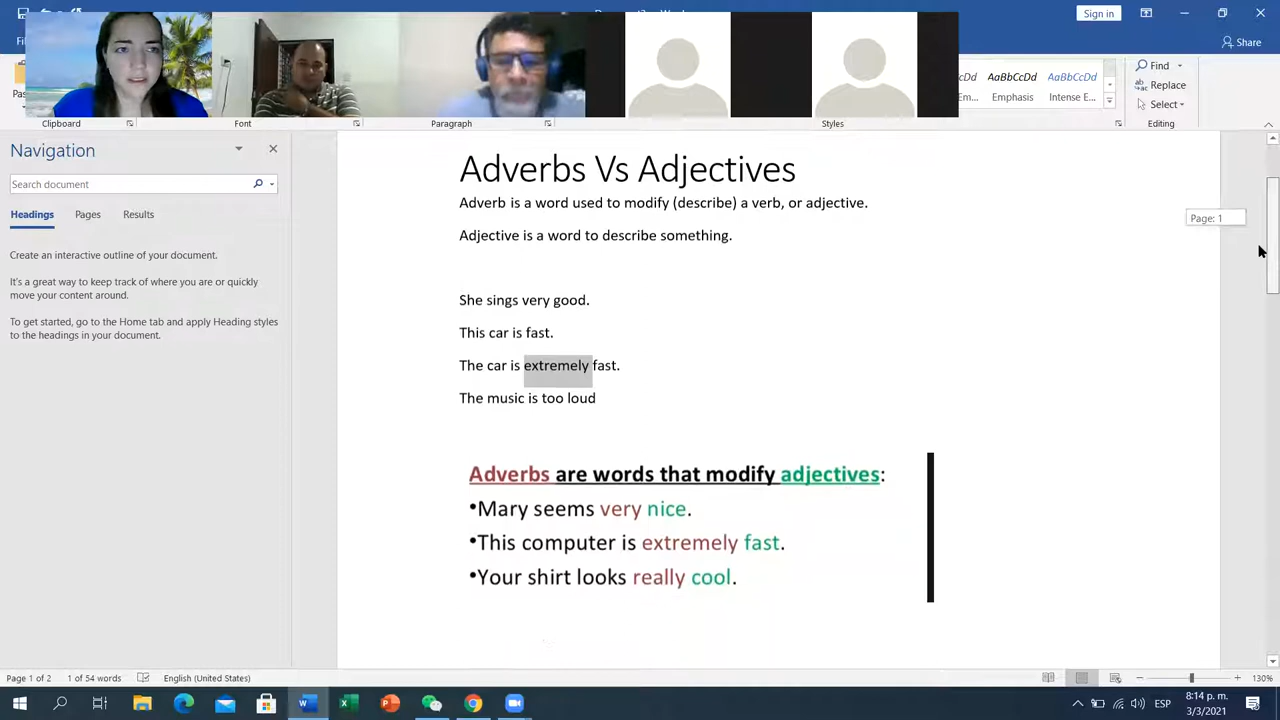 Sign in
Fil
Share
Pas
Find
Replace
Select
AaBbCcDd AaBbCcDd
Em... Emphasis Intense E...
Clipboard Font Paragraph Styles Editing
Navigation
Search document
Headings Pages Results
Create an interactive outline of your document.
It's a great way to keep track of where you are or quickly
move your content around.
To get started, go to the Home tab and apply Heading styles
to the headings in your document.
Adverbs Vs Adjectives
Adverb is a word used to modify (describe) a verb, or adjective.
Adjective is a word to describe something.
She sings very good.
This car is fast.
The car is extremely fast.
The music is too loud
Adverbs are words that modify adjectives:
•Mary seems very nice.
•This computer is extremely fast.
•Your shirt looks really cool.
Page: 1
Page 1 of 2 1 of 54 words English (United States) 130%
ESP
8:14 p. m.
3/3/2021